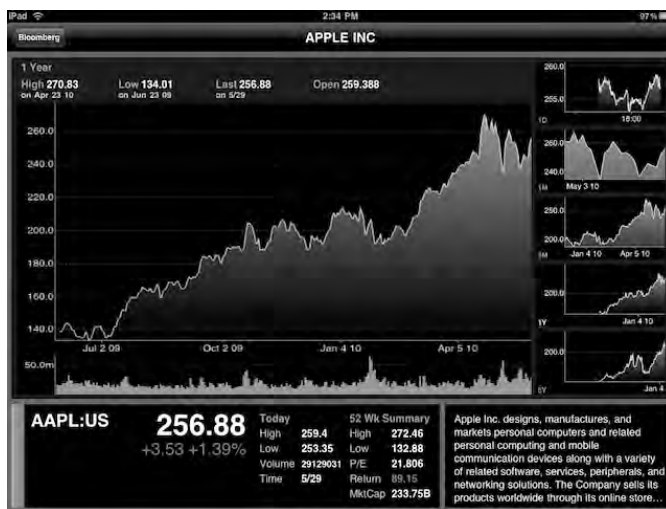 iPad 2:34 PM 97%
Bloomberg APPLE INC
1 Year
High 270.83 Low 134.01 Last 256.88 Open 259.388
on Apr 23 10 on Jun 23 09 on 5/29
260.0
240.0
220.0
200.0
180.0
160.0
140.0
Jul 2 09 Oct 2 09 Jan 4 10 Apr 5 10
50.0m
260.0
255.0
1D 16:00
260.0
240.0
1M May 3 10
250.0
200.0
Jan 4 10 Apr 5 10
200.0
1Y Jan 4 10
200.0
5Y Jan 4
AAPL:US 256.88
+3.53 +1.39%
Today 52 Wk Summary
High 259.4 High 272.46
Low 253.35 Low 132.88
Volume 29129031 P/E 21.806
Time 5/29 Return 89.15
MktCap 233.75B
Apple Inc. designs, manufactures, and
markets personal computers and related
personal computing and mobile
communication devices along with a variety
of related software, services, peripherals, and
networking solutions. The Company sells its
products worldwide through its online store...